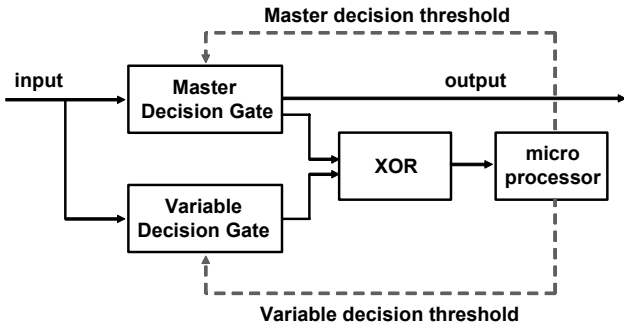 Master decision threshold
input
Master
Decision Gate
output
XOR
micro
processor
Variable
Decision Gate
Variable decision threshold